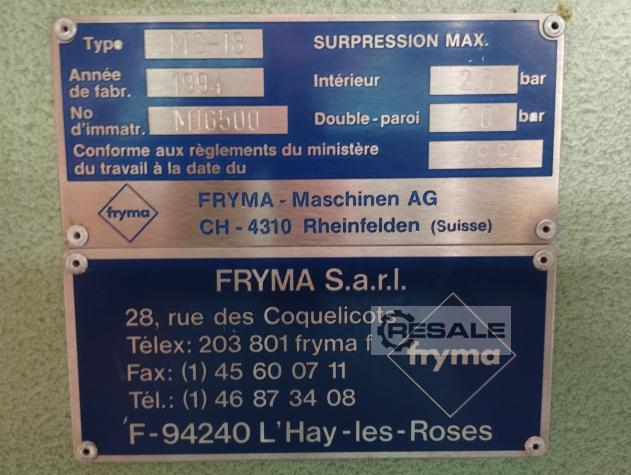 Type MS-18 SURPRESSION MAX.
Année de fabr. 1994 Intérieur bar
No d'immatr. M16500 Double-paroi bar
Conforme aux règlements du ministère
du travail à la date du
fryma
FRYMA - Maschinen AG
CH - 4310 Rheinfelden (Suisse)
FRYMA S.a.r.l.
28, rue des Coquelicots
Télex: 203 801 fryma f
Fax: (1) 45 60 07 11
Tél.: (1) 46 87 34 08
F-94240 L'Hay-les-Roses
RESALE
fryma